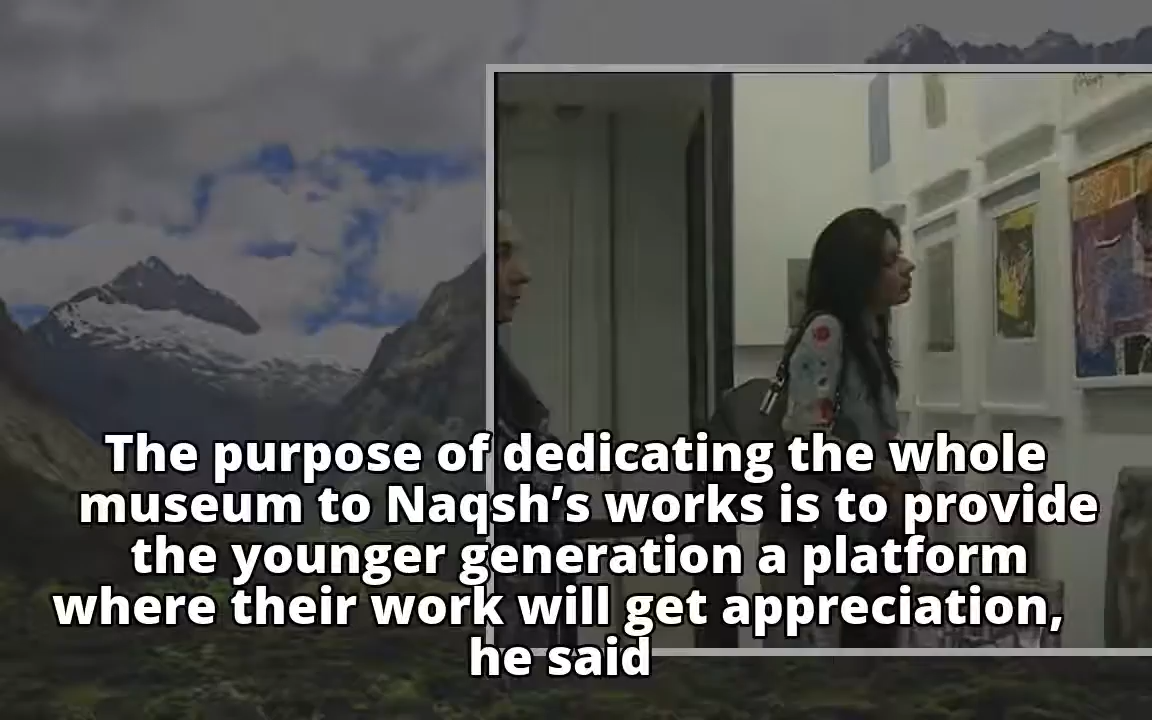 The purpose of dedicating the whole
museum to Naqsh’s works is to provide
the younger generation a platform
where their work will get appreciation,
he said